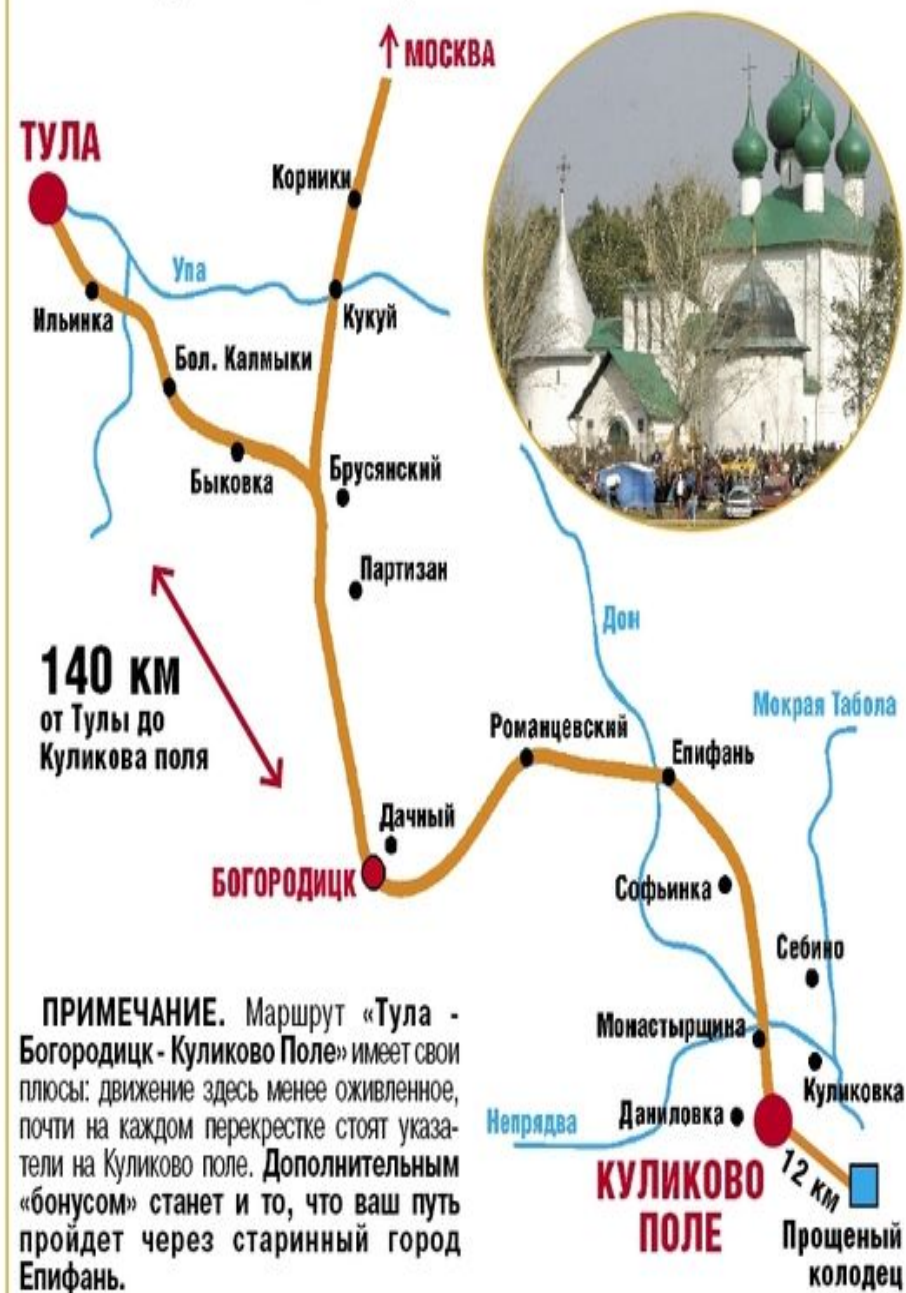 ↑ МОСКВА
ТУЛА
Корники
Упа
Ильинка
Кукуй
Бол. Калмыки
Быковка
Брусянский
Партизан
140 км
от Тулы до
Куликова поля
Дон
Мокрая Табола
Романцевский
Епифань
Дачный
БОГОРОДИЦК
Софьинка
Себино
Монастырщина
Куликовка
Непрядва
Даниловка
КУЛИКОВО
ПОЛЕ
12 км
Прощеный
колодец
ПРИМЕЧАНИЕ. Маршрут «Тула -
Богородицк - Куликово Поле» имеет свои
плюсы: движение здесь менее оживленное,
почти на каждом перекрестке стоят указа-
тели на Куликово поле. Дополнительным
«бонусом» станет и то, что ваш путь
пройдет через старинный город
Епифань.